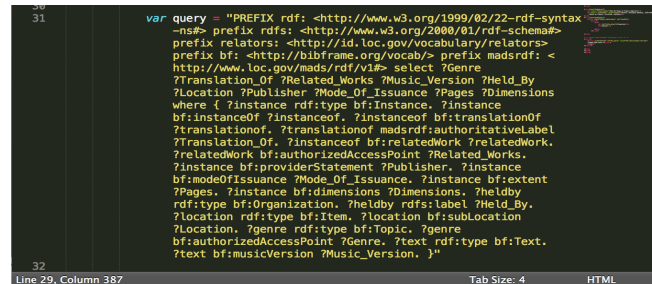 31 var query = "PREFIX rdf: <http://www.w3.org/1999/02/22-rdf-syntax
-ns#> prefix rdfs: <http://www.w3.org/2000/01/rdf-schema#>
prefix relators: <http://id.loc.gov/vocabulary/relators>
prefix bf: <http://bibframe.org/vocab/> prefix madsrdf: <
http://www.loc.gov/mads/rdf/v1#> select ?Genre
?Translation_Of ?Related_Works ?Music_Version ?Held_By
?Location ?Publisher ?Mode_Of_Issuance ?Pages ?Dimensions
where { ?instance rdf:type bf:Instance. ?instance
bf:instanceOf ?instanceof. ?instanceof bf:translationOf
?translationof. ?translationof madsrdf:authoritativeLabel
?Translation_Of. ?instanceof bf:relatedWork ?relatedWork.
?relatedWork bf:authorizedAccessPoint ?Related_Works.
?instance bf:providerStatement ?Publisher. ?instance
bf:modeOfIssuance ?Mode_Of_Issuance. ?instance bf:extent
?Pages. ?instance bf:dimensions ?Dimensions. ?heldby
rdf:type bf:Organization. ?heldby rdfs:label ?Held_By.
?location rdf:type bf:Item. ?location bf:subLocation
?Location. ?genre rdf:type bf:Topic. ?genre
bf:authorizedAccessPoint ?Genre. ?text rdf:type bf:Text.
?text bf:musicVersion ?Music_Version. }"
32
Line 29, Column 387 Tab Size: 4 HTML